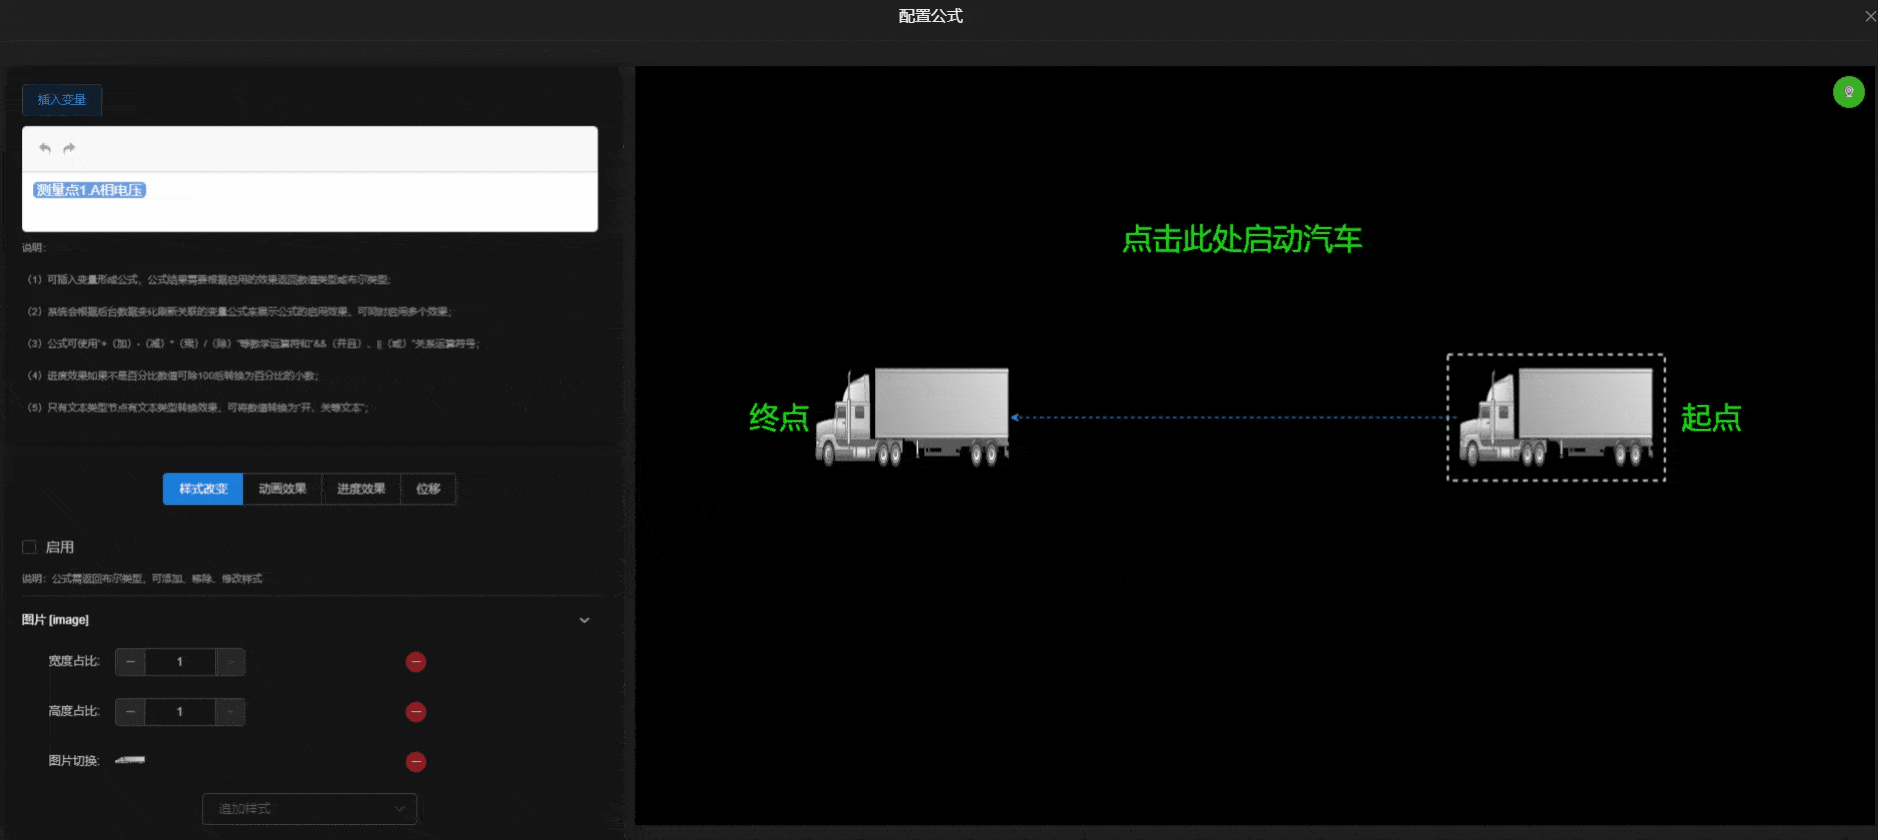 配置公式
插入变量
测量点1.A相电压
说明:
（1）可插入变量形成公式，公式结果需要根据启用的效果返回数值类型或布尔类型;
（2）系统会根据后台数据变化刷新关联的变量公式来展示公式的启用效果，可同时启用多个效果;
（3）公式可使用"+（加）-（减）*（乘）/（除）"等数学运算符和"&&（并且）、||（或）"关系运算符号;
（4）进度效果如果不是百分比数值可除100后转换为百分比的小数;
（5）只有文本类型节点有文本类型转换效果，可将数值转换为"开、关等文本";
样式改变 动画效果 进度效果 位移
启用
说明：公式需返回布尔类型，可添加、移除、修改样式
图片 [image]
宽度占比: 1
高度占比: 1
图片切换:
追加样式
点击此处启动汽车
终点
起点